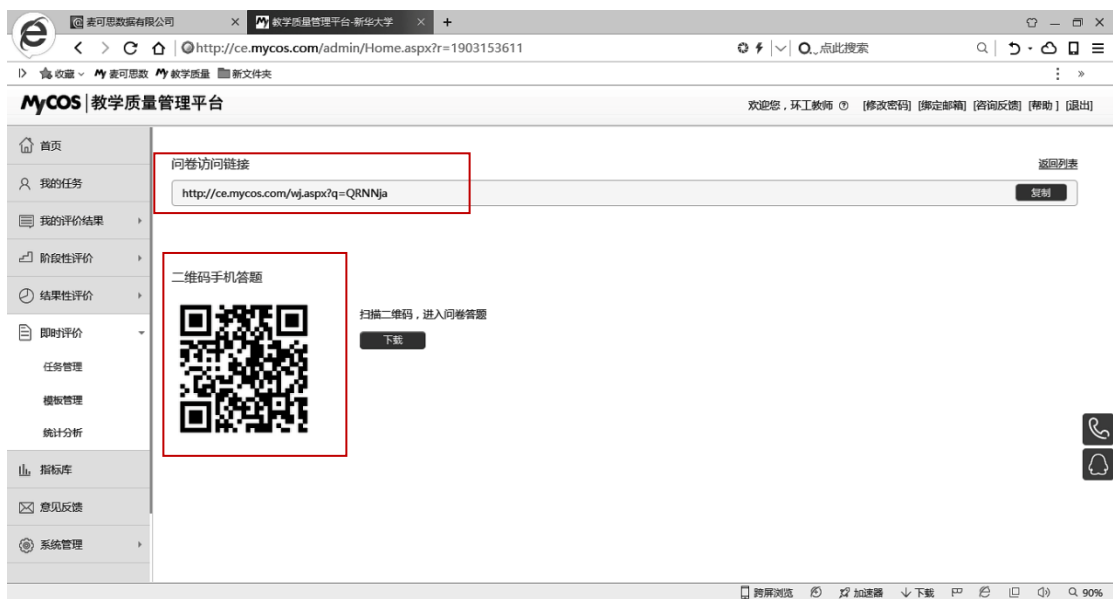 麦可思数据有限公司
教学质量管理平台-新华大学
http://ce.mycos.com/admin/Home.aspx?r=1903153611
点此搜索
收藏 麦可思数 教学质量 新文件夹
MyCOS | 教学质量管理平台
欢迎您，环工教师 [修改密码] [绑定邮箱] [咨询反馈] [帮助] [退出]
首页
我的任务
我的评价结果
阶段性评价
结果性评价
即时评价
任务管理
模板管理
统计分析
指标库
意见反馈
系统管理
问卷访问链接
返回列表
http://ce.mycos.com/wj.aspx?q=QRNNja
复制
二维码手机答题
扫描二维码，进入问卷答题
下载
跨屏浏览 加速器 下载 90%